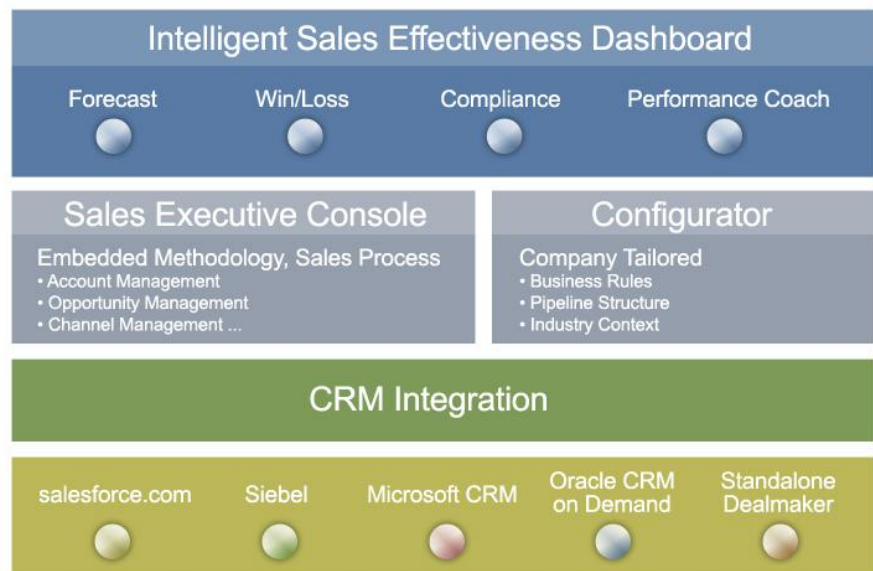 Intelligent Sales Effectiveness Dashboard
Forecast
Win/Loss
Compliance
Performance Coach
Sales Executive Console
Embedded Methodology, Sales Process
• Account Management
• Opportunity Management
• Channel Management ...
Configurator
Company Tailored
• Business Rules
• Pipeline Structure
• Industry Context
CRM Integration
salesforce.com
Siebel
Microsoft CRM
Oracle CRM
on Demand
Standalone
Dealmaker